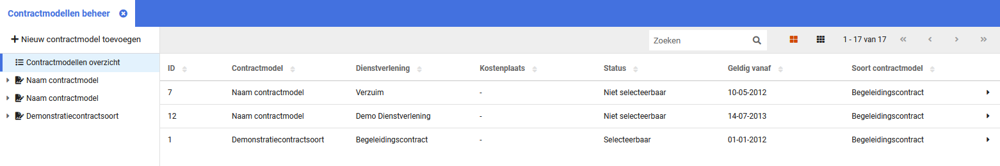 Contractmodellen beheer
Nieuw contractmodel toevoegen
Zoeken
1 - 17 van 17
Contractmodellen overzicht
Naam contractmodel
Naam contractmodel
Demonstratiecontractsoort
ID Contractmodel Dienstverlening Kostenplaats Status Geldig vanaf Soort contractmodel
7 Naam contractmodel Verzuim - Niet selecteerbaar 10-05-2012 Begeleidingscontract
12 Naam contractmodel Demo Dienstverlening - Niet selecteerbaar 14-07-2013 Begeleidingscontract
1 Demonstratiecontractsoort Begeleidingscontract - Selecteerbaar 01-01-2012 Begeleidingscontract